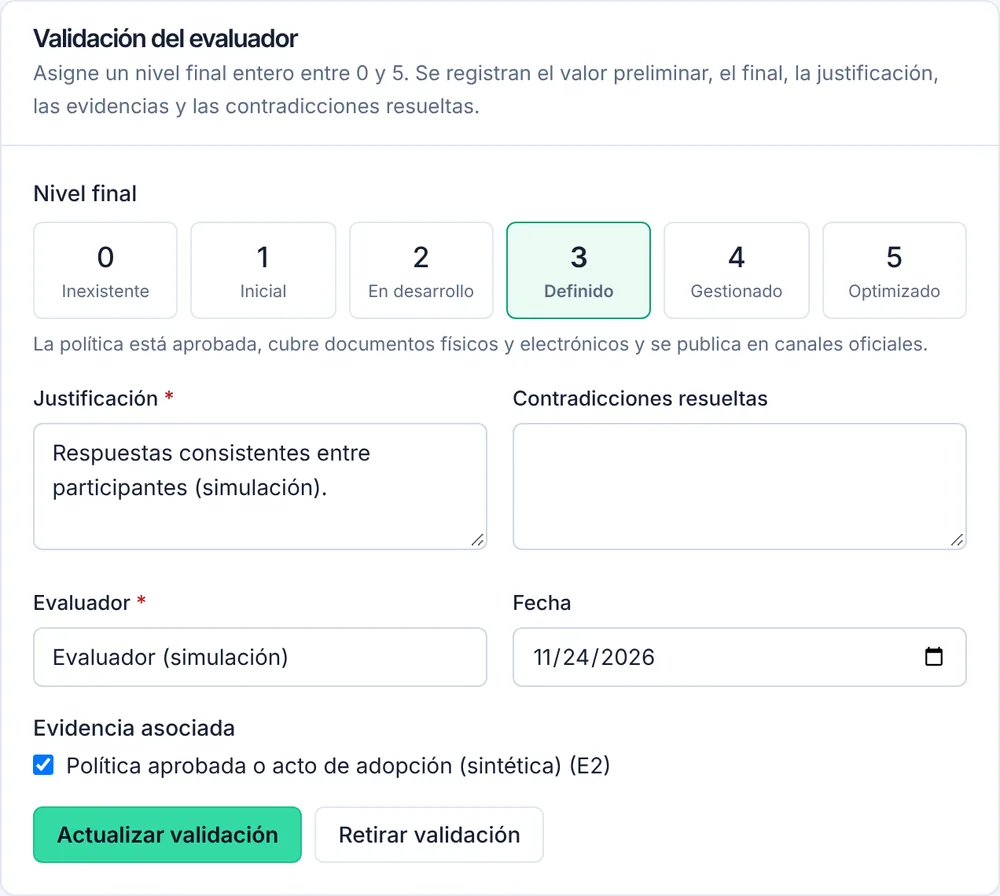 Validación del evaluador
Asigne un nivel final entero entre 0 y 5. Se registran el valor preliminar, el final, la justificación,
las evidencias y las contradicciones resueltas.
Nivel final
0
Inexistente
1
Inicial
2
En desarrollo
3
Definido
4
Gestionado
5
Optimizado
La política está aprobada, cubre documentos físicos y electrónicos y se publica en canales oficiales.
Justificación *
Respuestas consistentes entre
participantes (simulación).
Contradicciones resueltas
Evaluador *
Evaluador (simulación)
Fecha
11/24/2026
Evidencia asociada
Política aprobada o acto de adopción (sintética) (E2)
Actualizar validación
Retirar validación